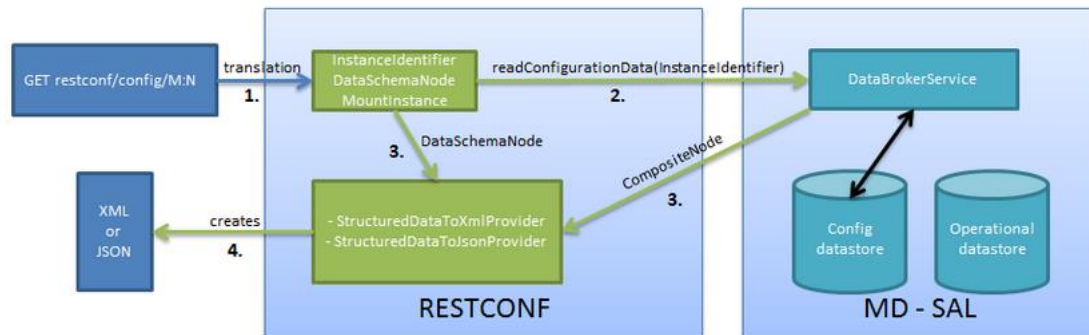 GET restconf/config/M:N
translation
1.
InstanceIdentifier
DataSchemaNode
MountInstance
readConfigurationData(InstanceIdentifier)
2.
DataBrokerService
3.
DataSchemaNode
CompositeNode
3.
XML
or
JSON
creates
4.
- StructuredDataToXmlProvider
- StructuredDataToJsonProvider
Config
datastore
Operational
datastore
RESTCONF
MD - SAL